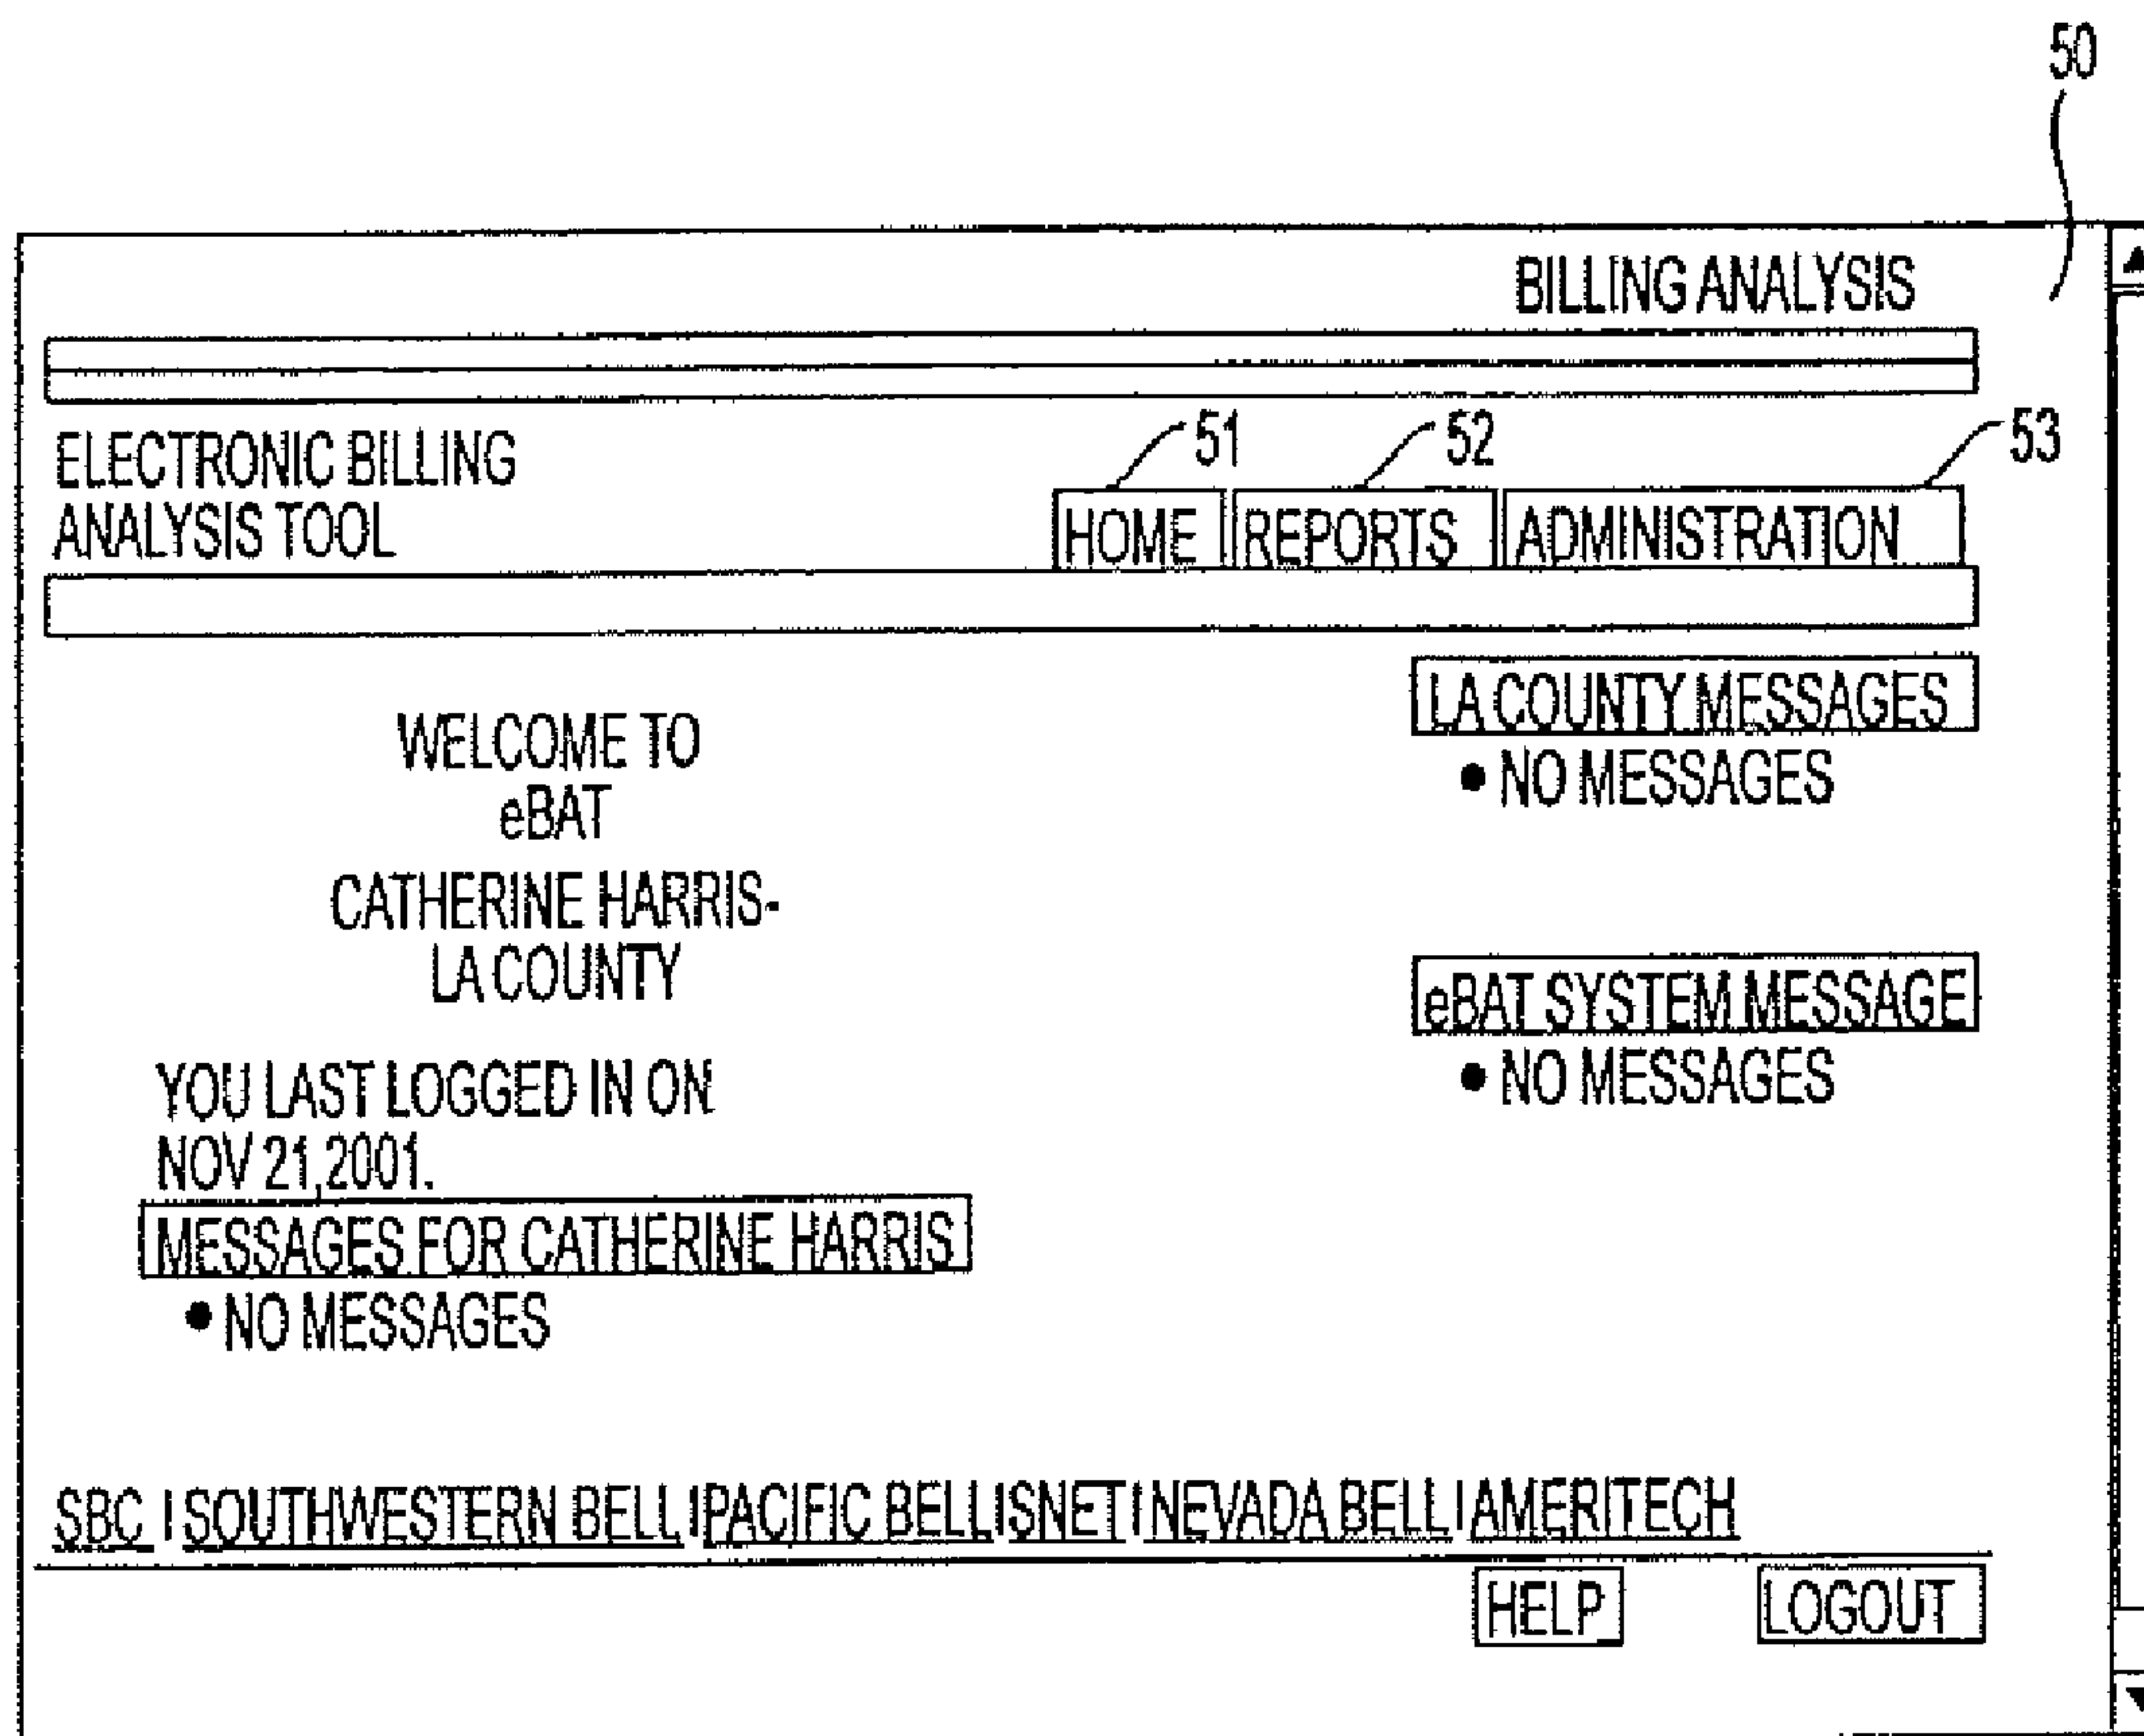 50
BILLING ANALYSIS
51
52
53
ELECTRONIC BILLING
ANALYSIS TOOL
HOME REPORTS ADMINISTRATION
LA COUNTY MESSAGES
• NO MESSAGES
WELCOME TO
eBAT
CATHERINE HARRIS-
LA COUNTY
eBAT SYSTEM MESSAGE
• NO MESSAGES
YOU LAST LOGGED IN ON
NOV 21,2001.
MESSAGES FOR CATHERINE HARRIS
• NO MESSAGES
SBC | SOUTHWESTERN BELL | PACIFIC BELL | SNET | NEVADA BELL | AMERITECH
HELP LOGOUT